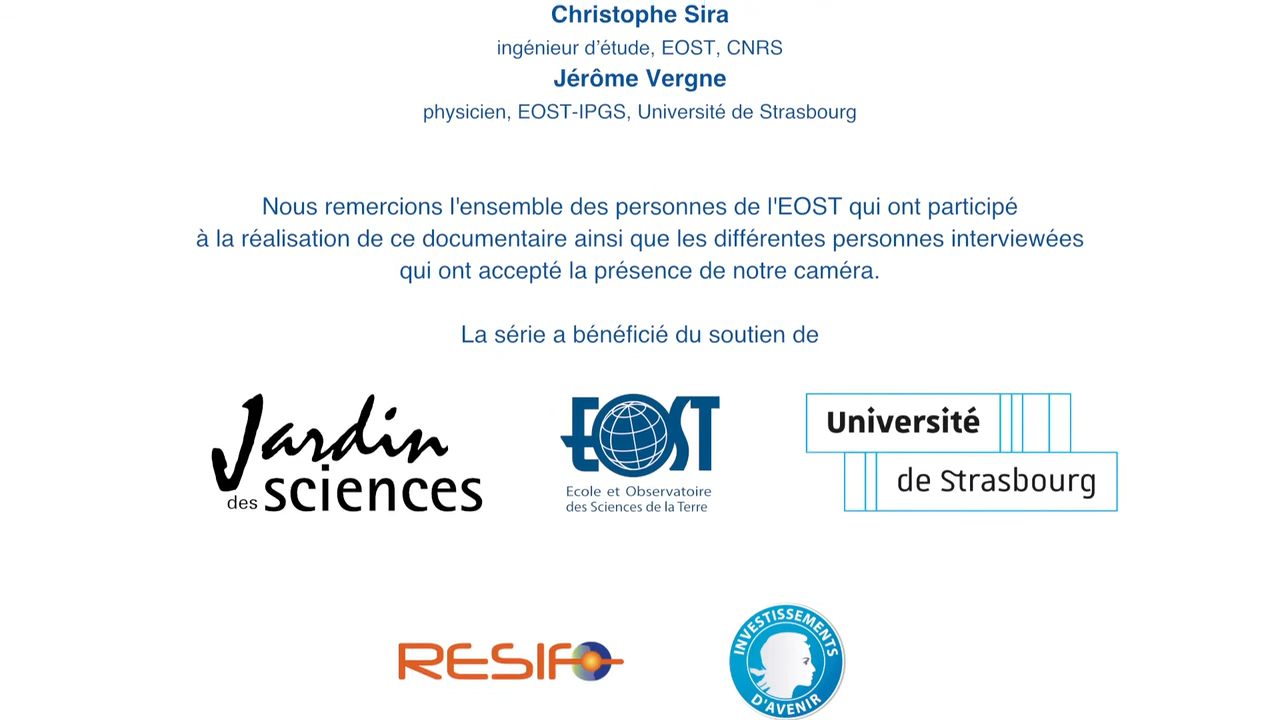 Christophe Sira
ingénieur d’étude, EOST, CNRS
Jérôme Vergne
physicien, EOST-IPGS, Université de Strasbourg
Nous remercions l'ensemble des personnes de l'EOST qui ont participé
à la réalisation de ce documentaire ainsi que les différentes personnes interviewées
qui ont accepté la présence de notre caméra.
La série a bénéficié du soutien de
Jardin
des sciences
EOST
Ecole et Observatoire
des Sciences de la Terre
Université
de Strasbourg
RESIF
INVESTISSEMENTS
D'AVENIR